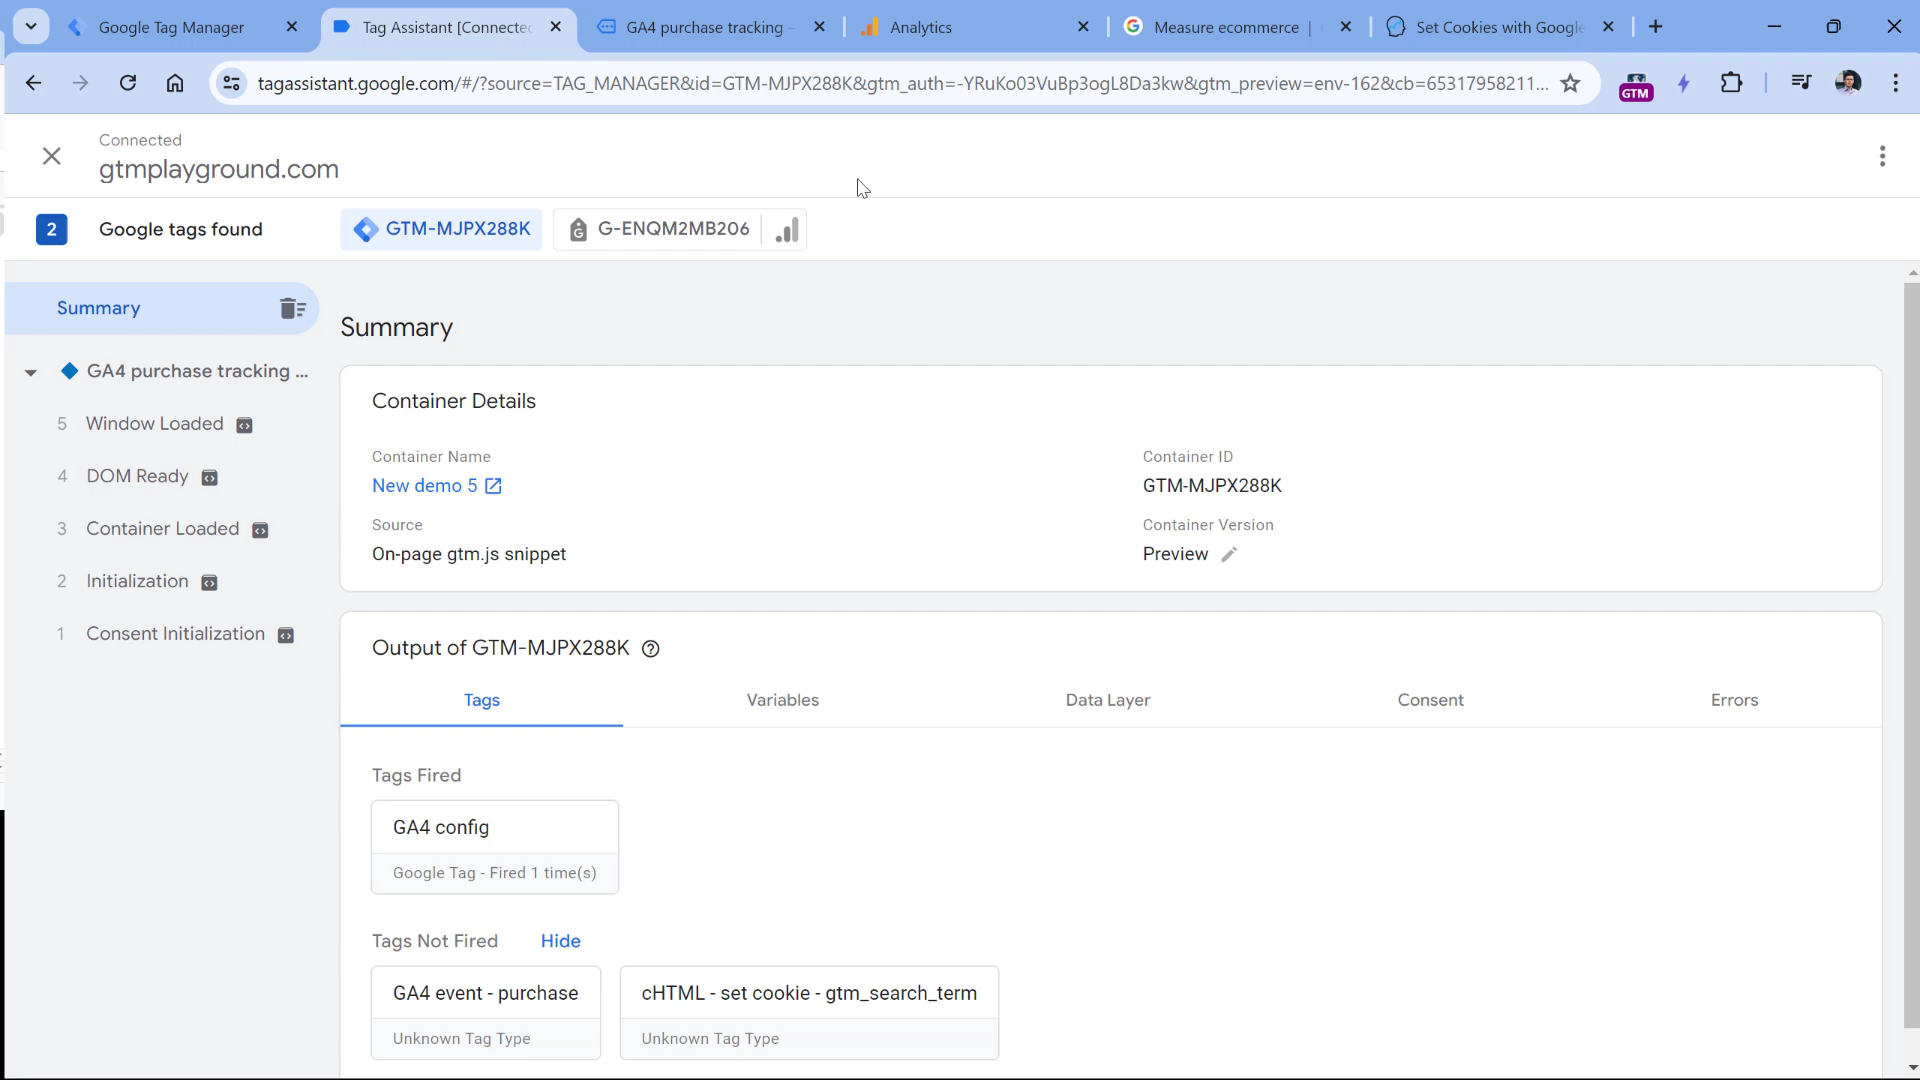 Google Tag Manager
Tag Assistant [Connected
GA4 purchase tracking -
Analytics
Measure ecommerce |
Set Cookies with Google
tagassistant.google.com/#/?source=TAG_MANAGER&id=GTM-MJPX288K&gtm_auth=-YRuKo03VuBp3ogL8Da3kw&gtm_preview=env-162&cb=65317958211...
GTM
Connected
gtmplayground.com
2
Google tags found
GTM-MJPX288K
G-ENQM2MB206
Summary
GA4 purchase tracking ...
5 Window Loaded
4 DOM Ready
3 Container Loaded
2 Initialization
1 Consent Initialization
Summary
Container Details
Container Name
New demo 5
Container ID
GTM-MJPX288K
Source
On-page gtm.js snippet
Container Version
Preview
Output of GTM-MJPX288K
Tags
Variables
Data Layer
Consent
Errors
Tags Fired
GA4 config
Google Tag - Fired 1 time(s)
Tags Not Fired
Hide
GA4 event - purchase
Unknown Tag Type
cHTML - set cookie - gtm_search_term
Unknown Tag Type